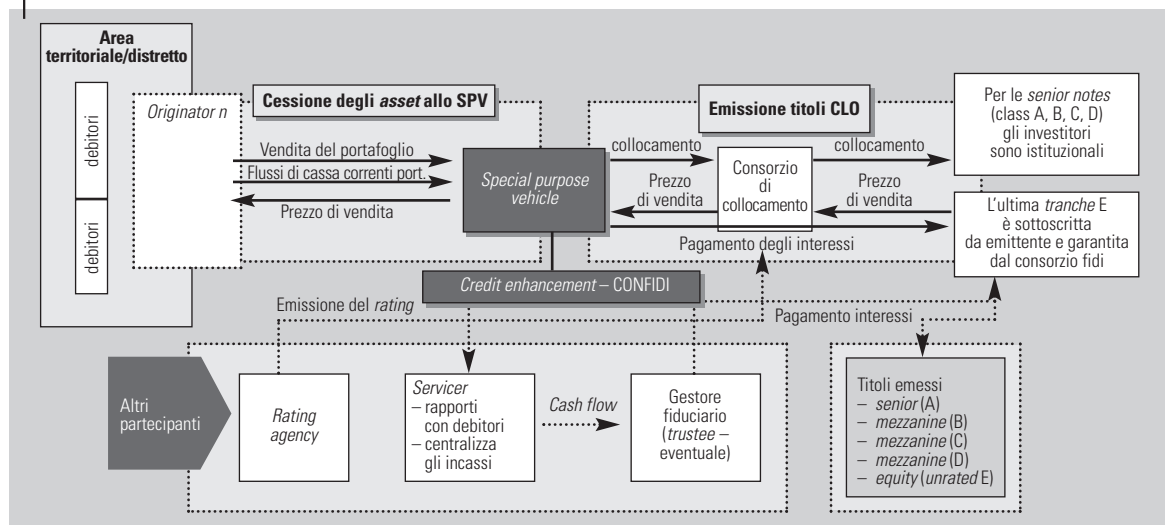 Area
territoriale/distretto
debitori
debitori
Originator n
Cessione degli asset allo SPV
Vendita del portafoglio
Flussi di cassa correnti port.
Prezzo di vendita
Special purpose
vehicle
Emissione titoli CLO
collocamento
Prezzo
di vendita
Consorzio
di
collocamento
collocamento
Prezzo
di vendita
Pagamento degli interessi
Per le senior notes
(class A, B, C, D)
gli investitori
sono istituzionali
L'ultima tranche E
è sottoscritta
da emittente e garantita
dal consorzio fidi
Credit enhancement – CONFIDI
Emissione del rating
Pagamento interessi
Altri
partecipanti
Rating
agency
Servicer
– rapporti
con debitori
– centralizza
gli incassi
Cash flow
Gestore
fiduciario
(trustee –
eventuale)
Titoli emessi
– senior (A)
– mezzanine (B)
– mezzanine (C)
– mezzanine (D)
– equity (unrated E)